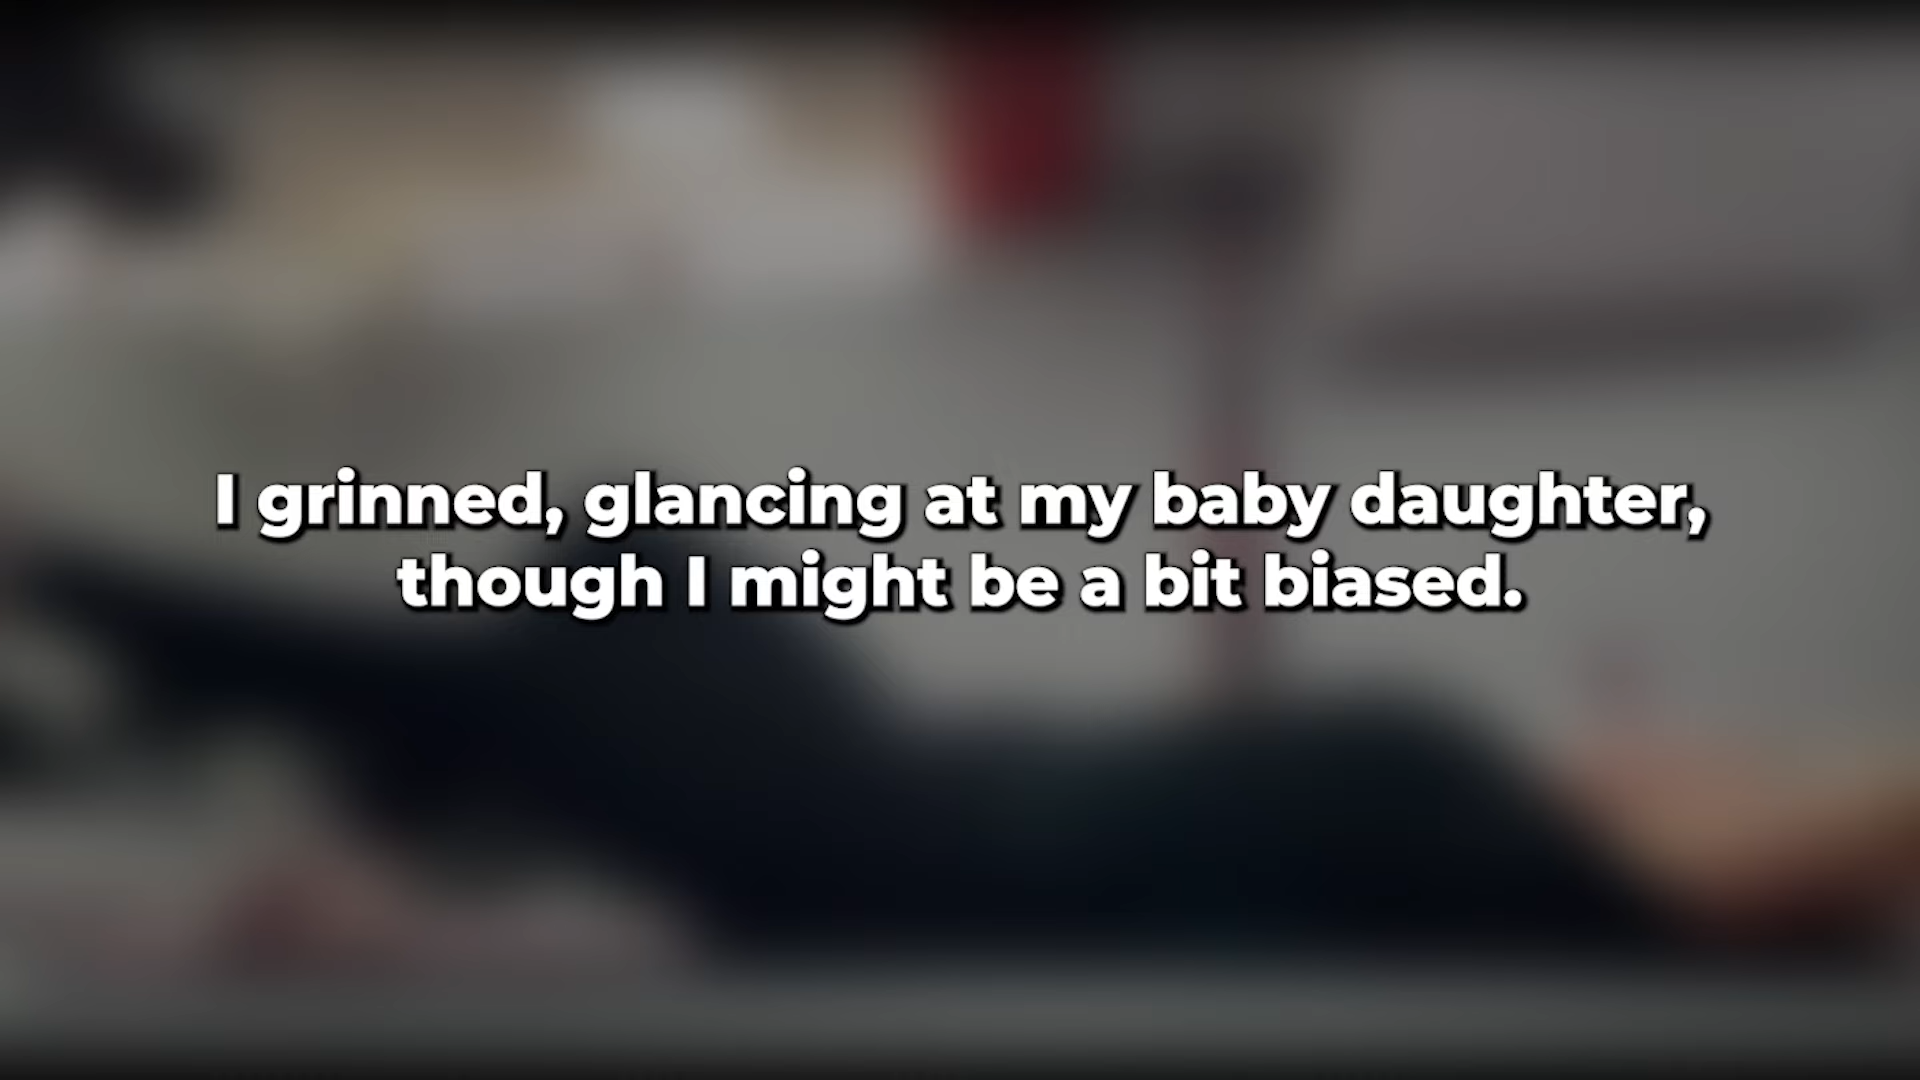 I grinned, glancing at my baby daughter,
though I might be a bit biased.